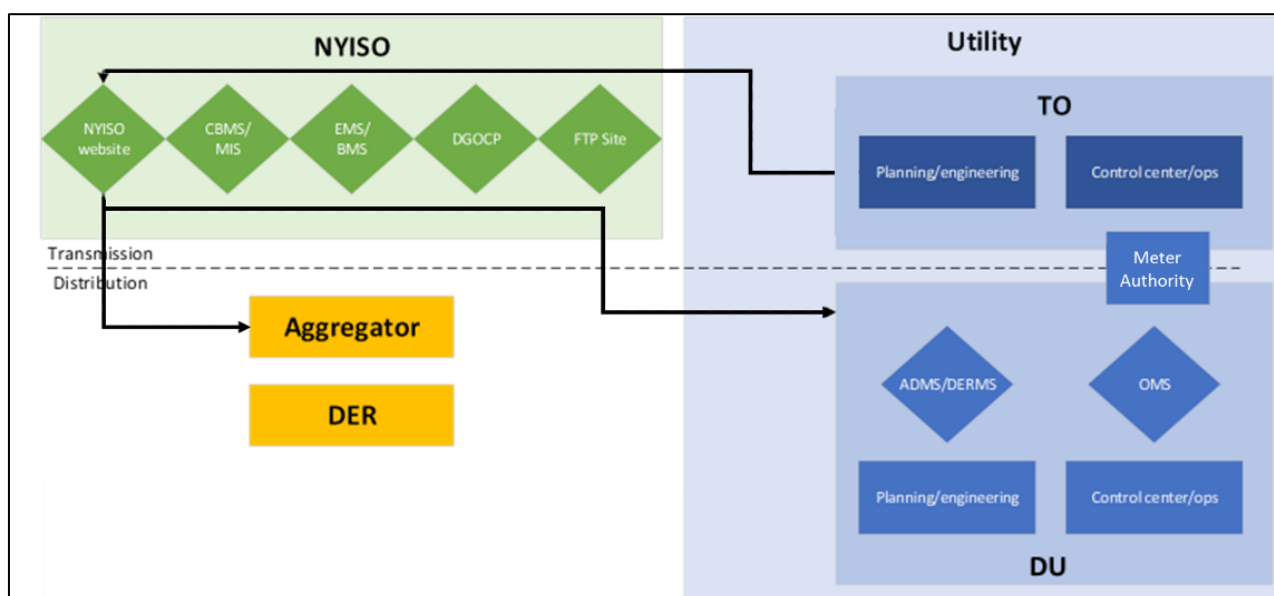 NYISO
Utility
NYISO
website
CBMS/
MIS
EMS/
BMS
DGOCP
FTP Site
TO
Planning/engineering
Control center/ops
Transmission
Distribution
Meter
Authority
Aggregator
DER
ADMS/DERMS
OMS
Planning/engineering
Control center/ops
DU